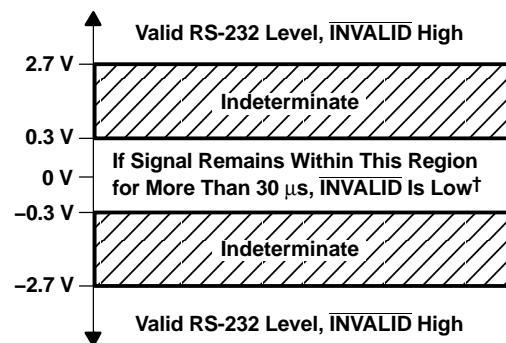 Valid RS-232 Level, INVALID High
2.7 V
Indeterminate
0.3 V
If Signal Remains Within This Region
0 V
for More Than 30 μs, INVALID Is Low†
−0.3 V
Indeterminate
−2.7 V
Valid RS-232 Level, INVALID High